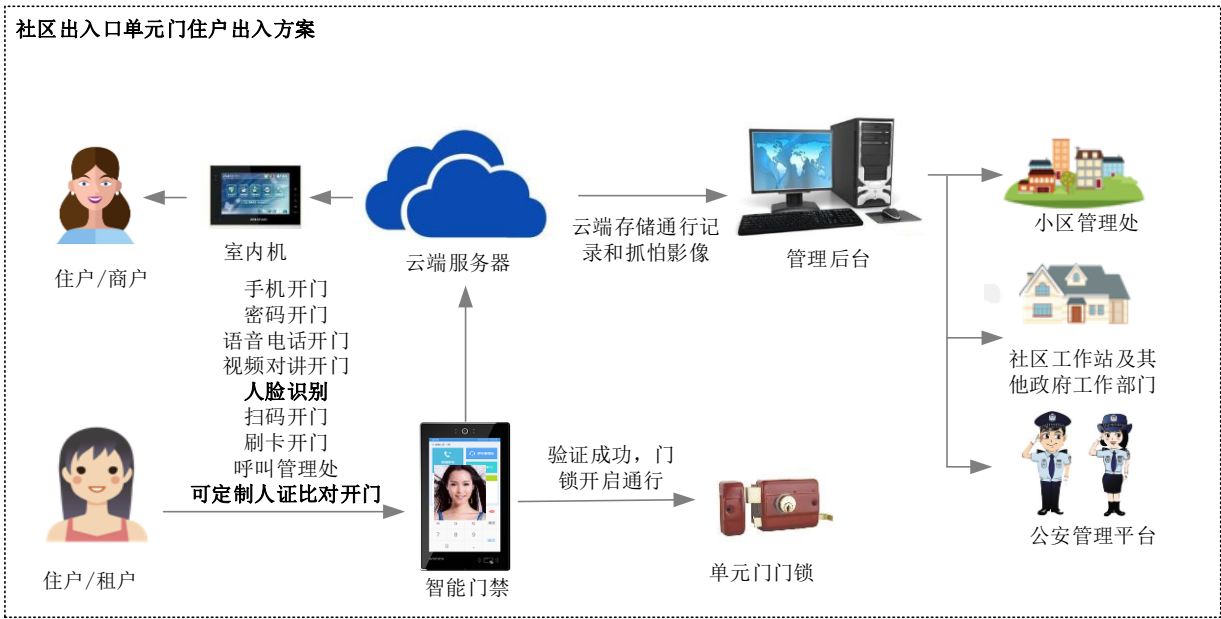 社区出入口单元门住户出入方案
住户/商户
室内机
云端服务器
云端存储通行记
录和抓怕影像
管理后台
小区管理处
手机开门
密码开门
语音电话开门
视频对讲开门
人脸识别
扫码开门
刷卡开门
呼叫管理处
可定制人证比对开门
社区工作站及其
他政府工作部门
住户/租户
智能门禁
验证成功，门
锁开启通行
单元门门锁
公安管理平台